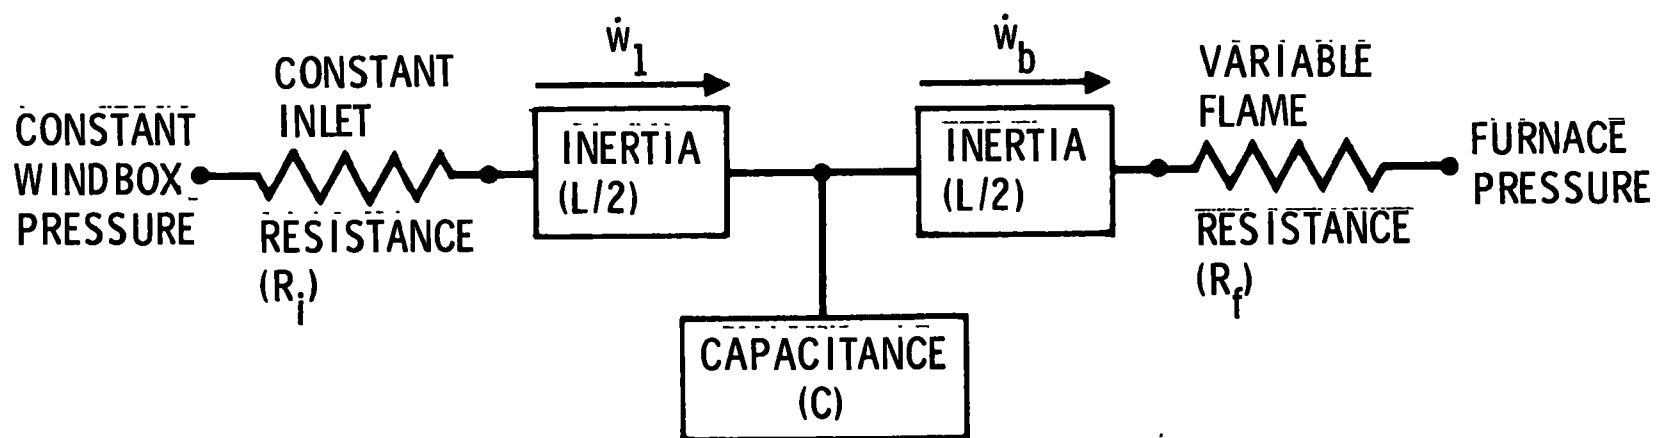 CONSTANT
WINDBOX
PRESSURE
CONSTANT
INLET
RESISTANCE
(Ri)
ẇ1
INERTIA
(L/2)
CAPACITANCE
(C)
ẇb
INERTIA
(L/2)
VARIABLE
FLAME
RESISTANCE
(Rf)
FURNACE
PRESSURE